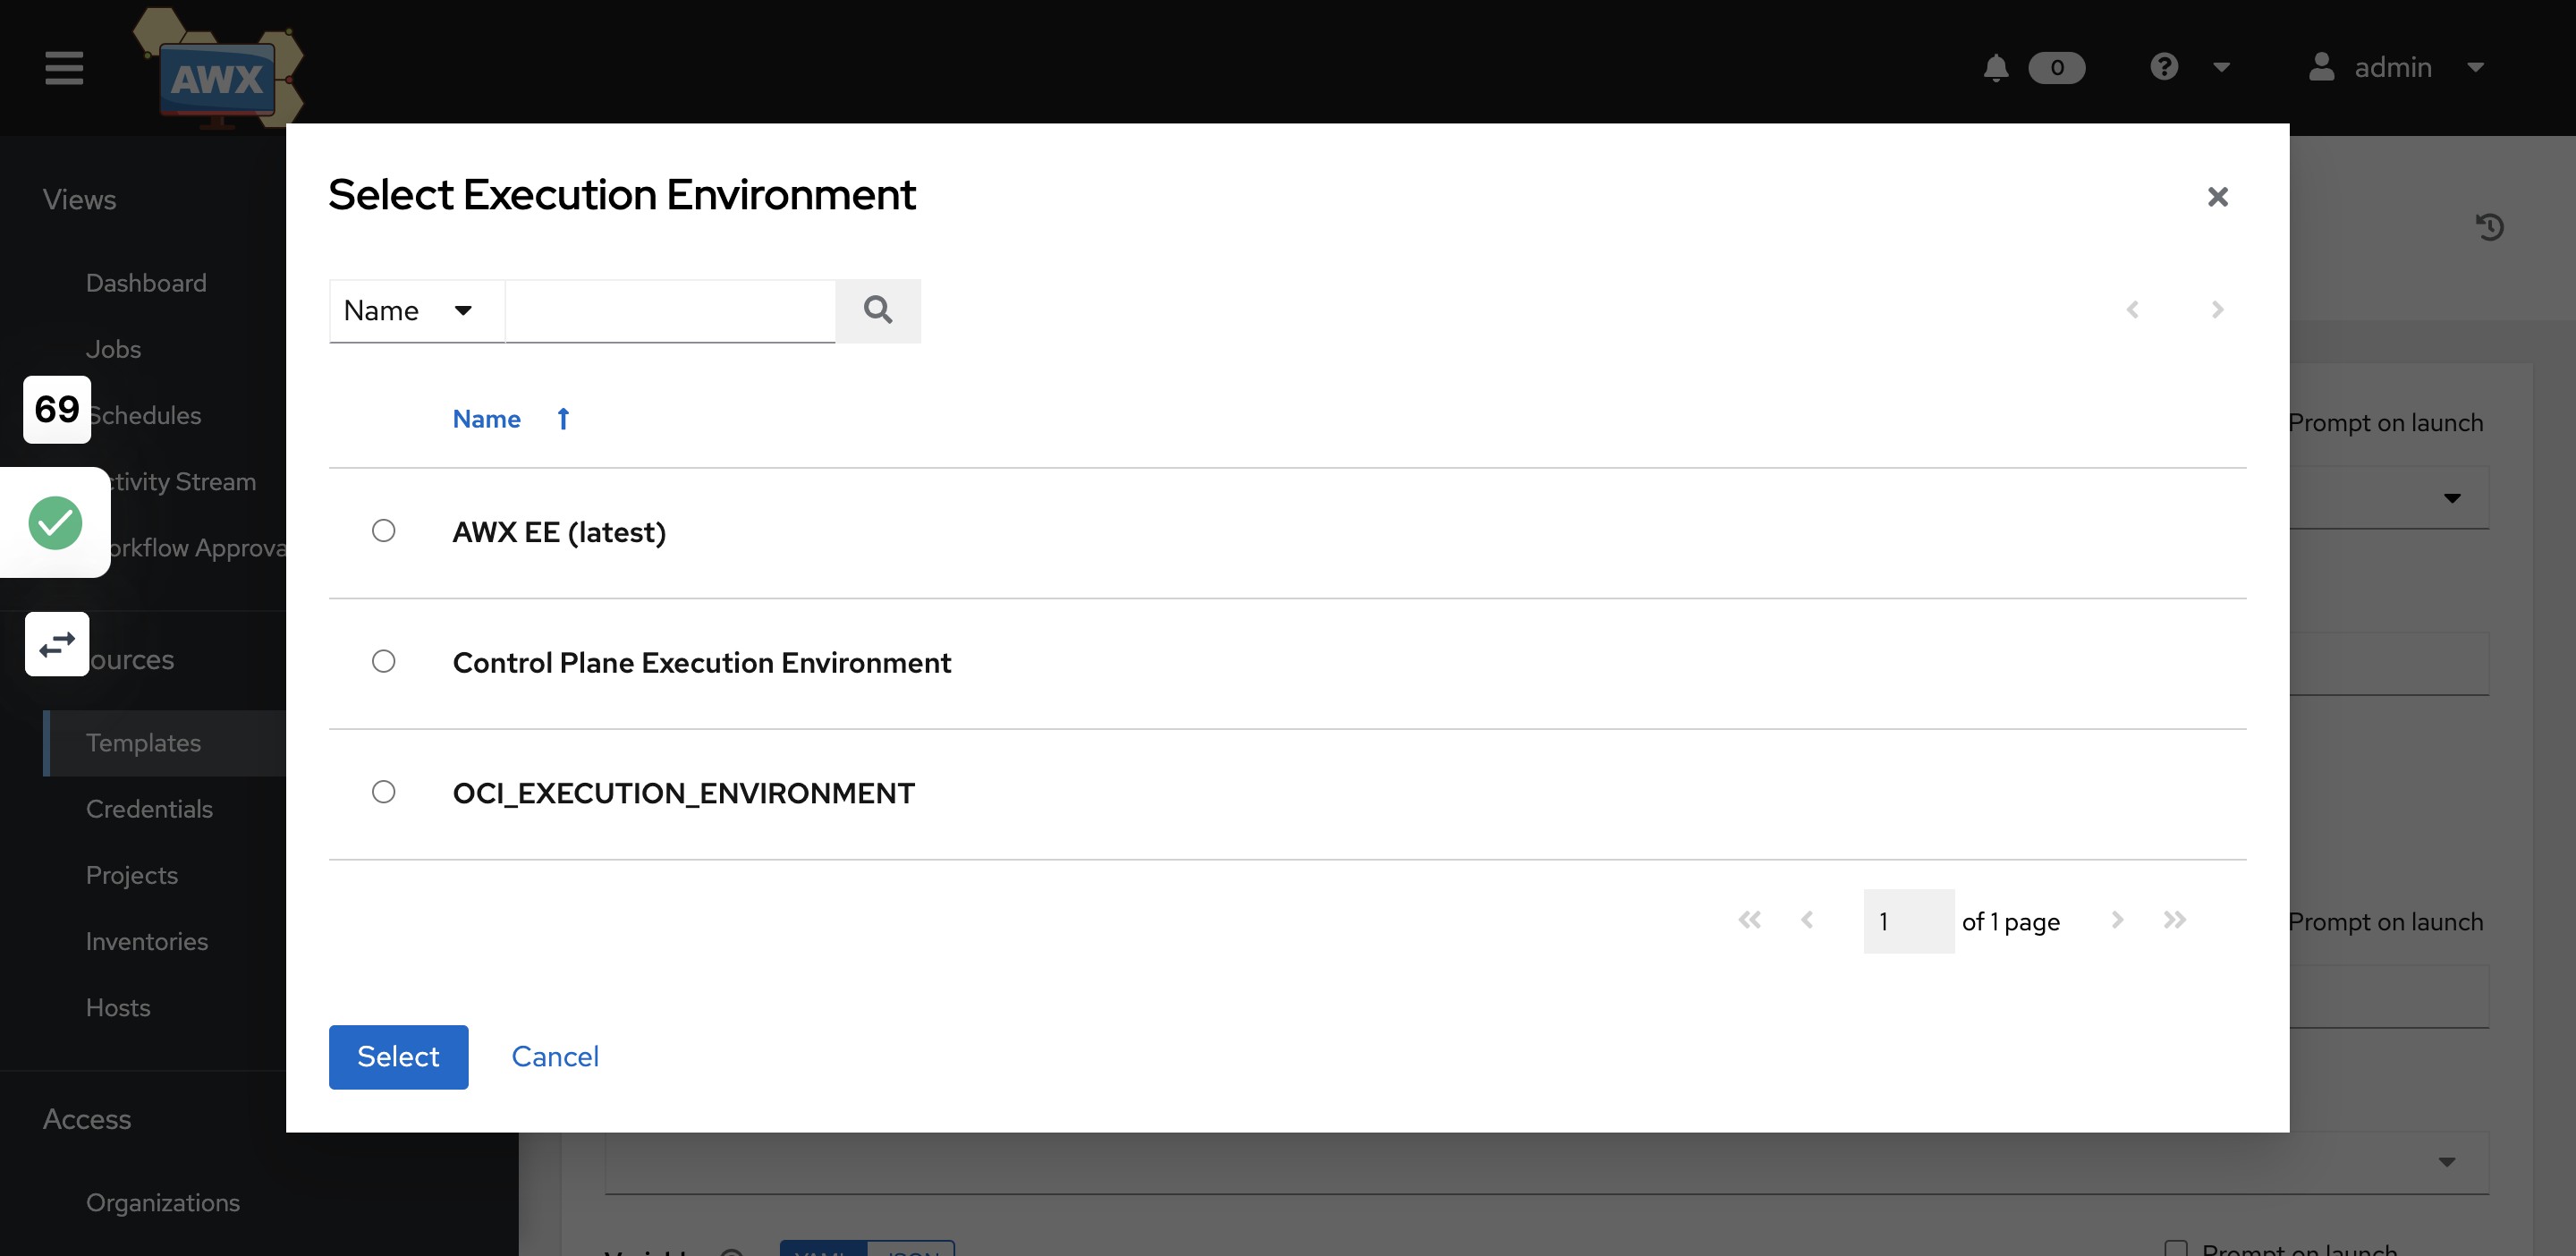 AWX
0
admin
Views
Dashboard
Jobs
69
Schedules
ctivity Stream
orkflow Approva
ources
Templates
Credentials
Projects
Inventories
Hosts
Access
Organizations
Select Execution Environment
Name
Name
AWX EE (latest)
Control Plane Execution Environment
OCI_EXECUTION_ENVIRONMENT
1 of 1 page
Select Cancel
Prompt on launch
Prompt on launch
Prompt on launch